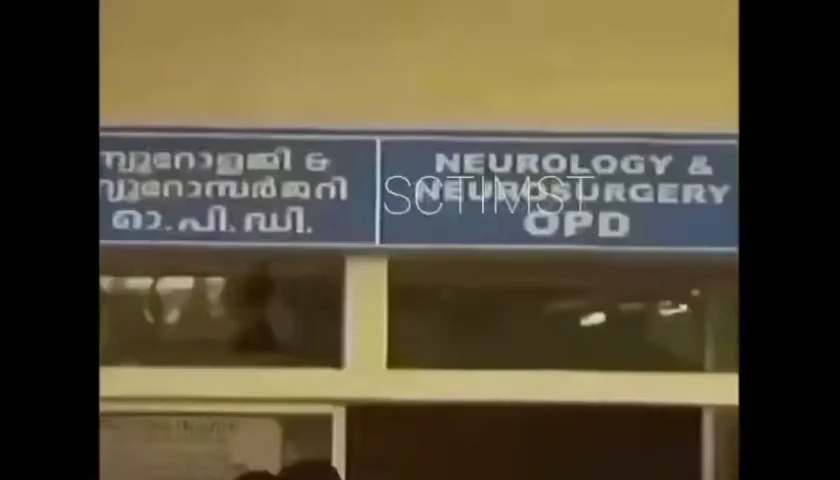 ന്യൂറോളജി &
ന്യൂറോസർജറി
ഓ.പി.ഡി.
NEUROLOGY &
NEUROSURGERY
OPD
SCTIMST